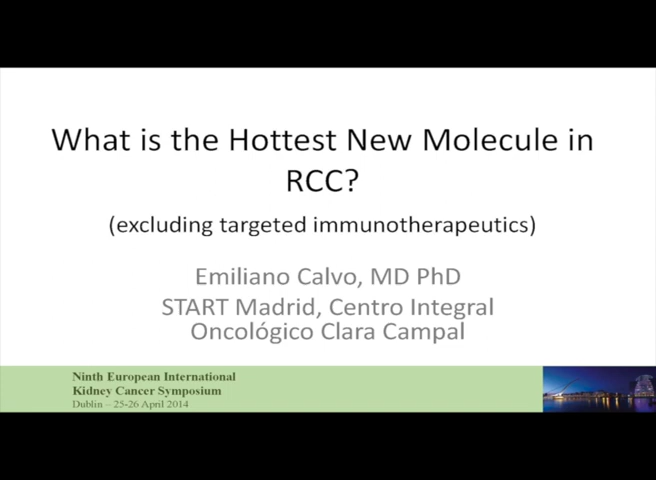 What is the Hottest New Molecule in
RCC?
(excluding targeted immunotherapeutics)
Emiliano Calvo, MD PhD
START Madrid, Centro Integral
Oncológico Clara Campal
Ninth European International
Kidney Cancer Symposium
Dublin – 25-26 April 2014